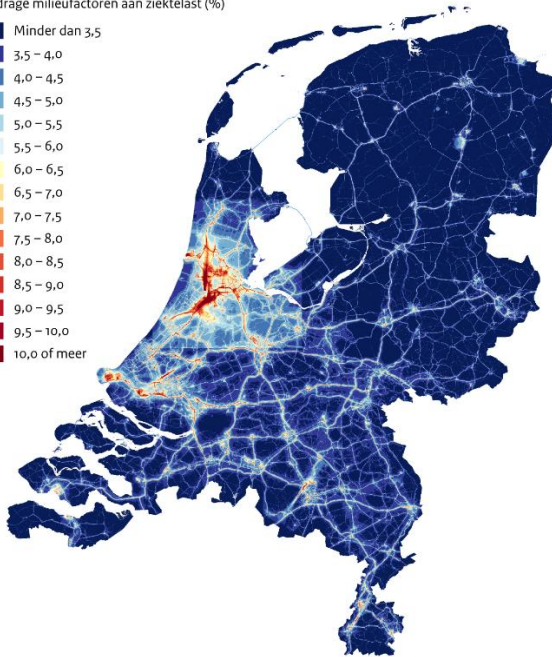 drage milieufactoren aan ziektelast (%)
Minder dan 3,5
3,5 – 4,0
4,0 – 4,5
4,5 – 5,0
5,0 – 5,5
5,5 – 6,0
6,0 – 6,5
6,5 – 7,0
7,0 – 7,5
7,5 – 8,0
8,0 – 8,5
8,5 – 9,0
9,0 – 9,5
9,5 – 10,0
10,0 of meer